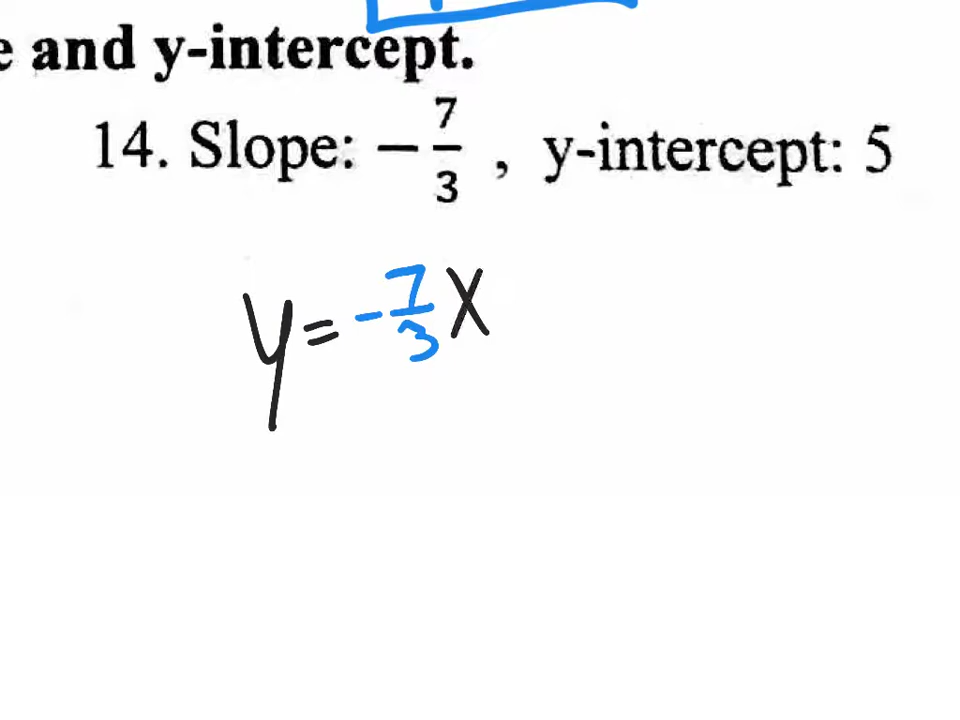 e and y-intercept.
14. Slope: −7/3 , y-intercept: 5
y = -7/3 x